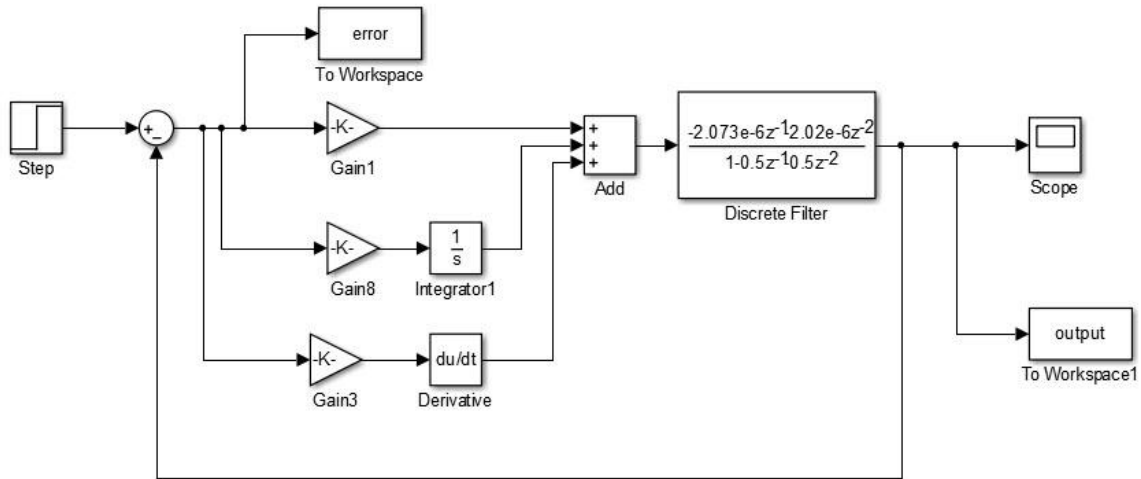 error
To Workspace
Step
+
-
-K-
Gain1
+
+
+
Add
-2.073e-6z-12.02e-6z-2
1-0.5z-10.5z-2
Discrete Filter
Scope
-K-
Gain8
1
s
Integrator1
output
To Workspace1
-K-
Gain3
du/dt
Derivative